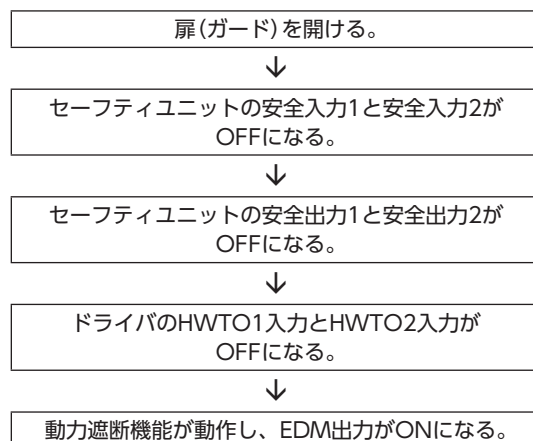 扉(ガード)を開ける。
↓
セーフティユニットの安全入力1と安全入力2が
OFFになる。
↓
セーフティユニットの安全出力1と安全出力2が
OFFになる。
↓
ドライバのHWTO1入力とHWTO2入力が
OFFになる。
↓
動力遮断機能が動作し、EDM出力がONになる。